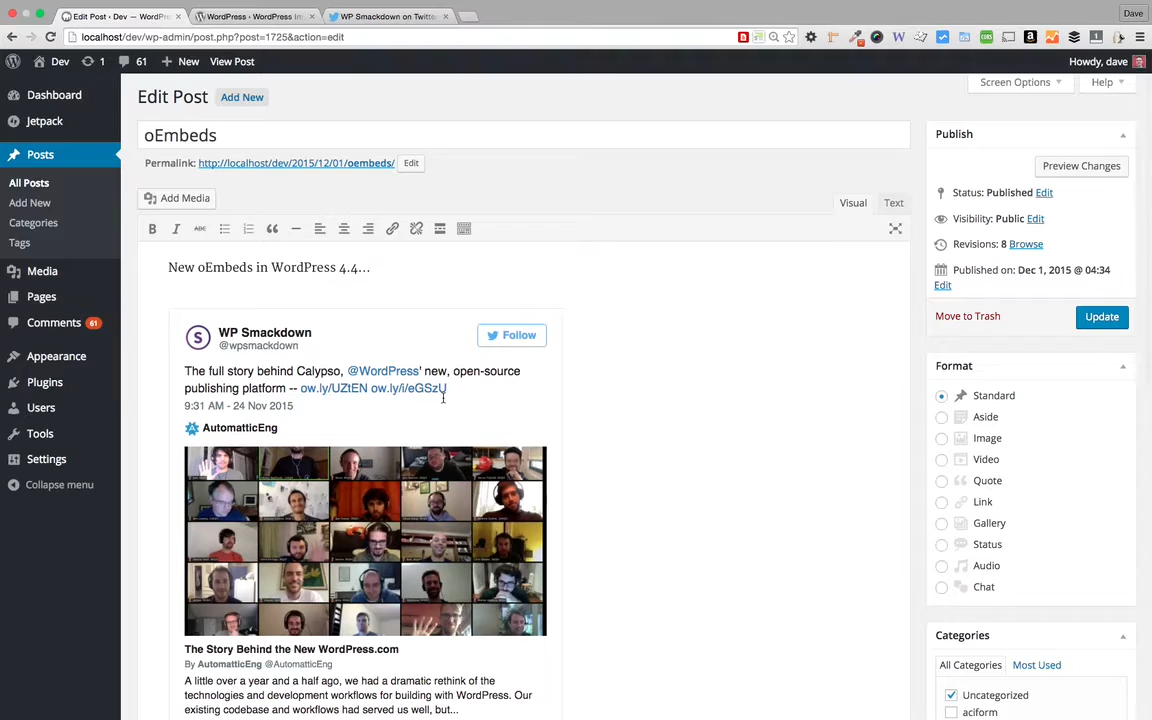 Edit Post ‹ Dev — WordPre
WordPress › WordPress Im
WP Smackdown on Twitte
Dave
localhost/dev/wp-admin/post.php?post=1725&action=edit
Dev
1
61
New
View Post
Howdy, dave
Dashboard
Jetpack
Posts
All Posts
Add New
Categories
Tags
Media
Pages
Comments 61
Appearance
Plugins
Users
Tools
Settings
Collapse menu
Screen Options
Help
Edit Post Add New
oEmbeds
Permalink: http://localhost/dev/2015/12/01/oembeds/ Edit
Add Media
Visual
Text
B I ABC
New oEmbeds in WordPress 4.4...
WP Smackdown
@wpsmackdown
Follow
The full story behind Calypso, @WordPress' new, open-source
publishing platform -- ow.ly/UZtEN ow.ly/i/eGSzU
9:31 AM - 24 Nov 2015
AutomatticEng
The Story Behind the New WordPress.com
By AutomatticEng @AutomatticEng
A little over a year and a half ago, we had a dramatic rethink of the
technologies and development workflows for building with WordPress. Our
existing codebase and workflows had served us well, but...
Publish
Preview Changes
Status: Published Edit
Visibility: Public Edit
Revisions: 8 Browse
Published on: Dec 1, 2015 @ 04:34
Edit
Move to Trash
Update
Format
Standard
Aside
Image
Video
Quote
Link
Gallery
Status
Audio
Chat
Categories
All Categories
Most Used
Uncategorized
aciform